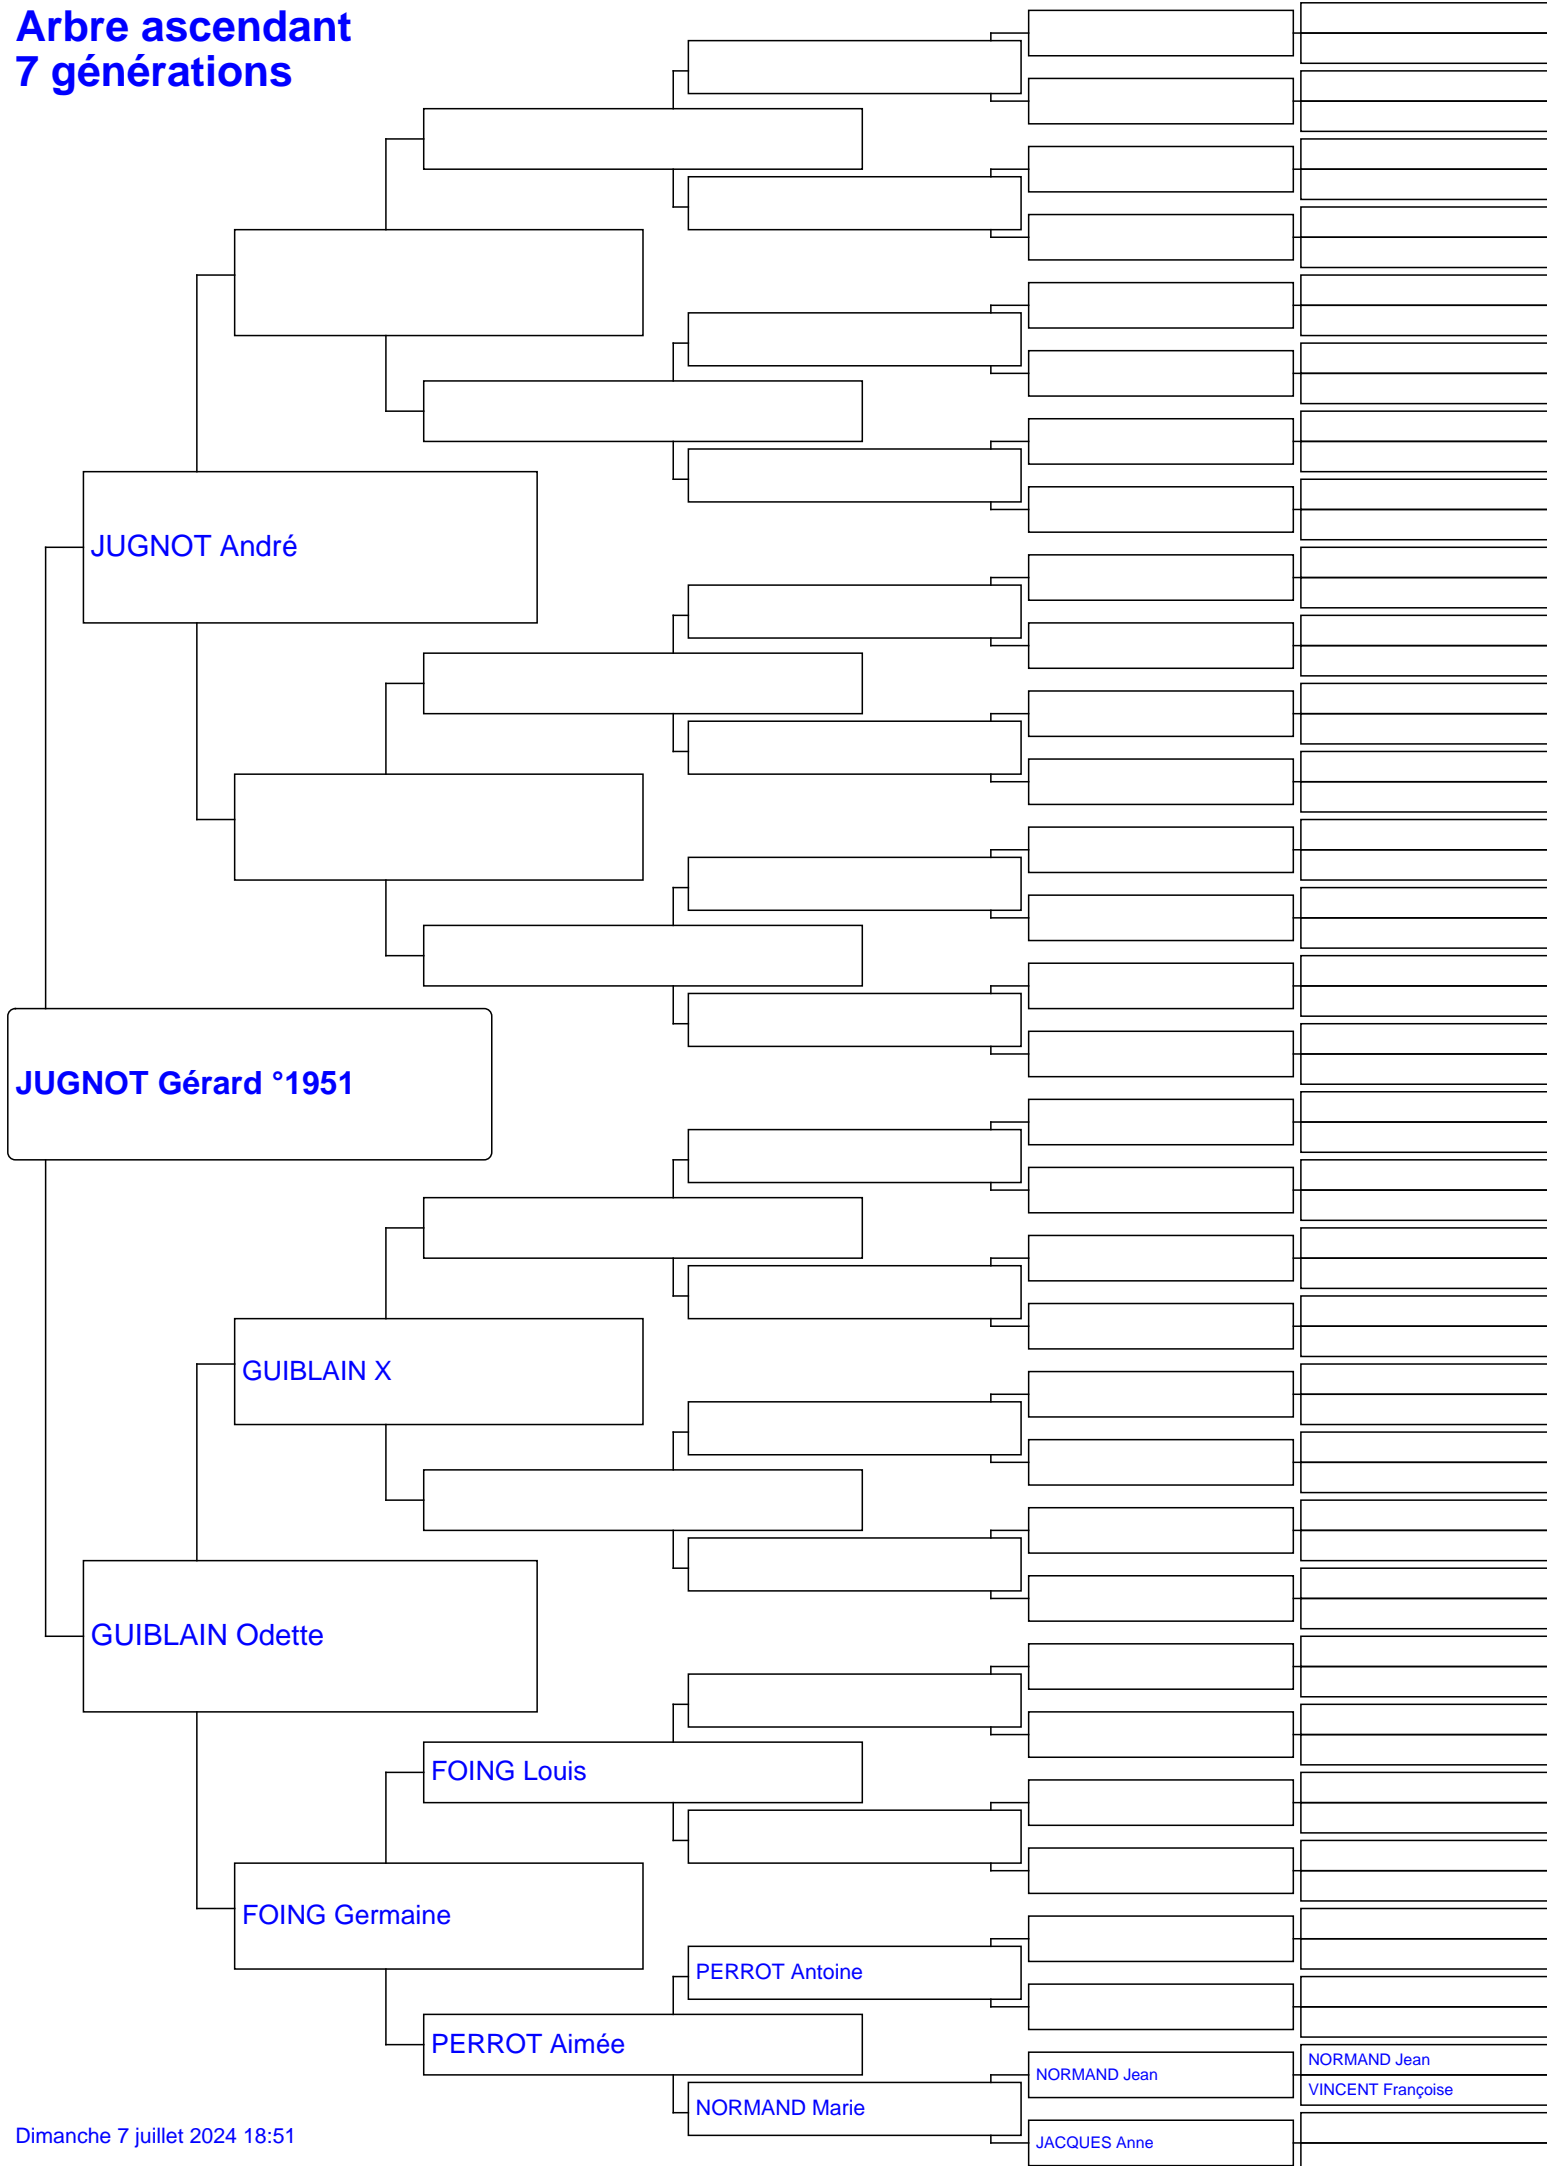 Arbre ascendant
7 générations
JUGNOT André
JUGNOT Gérard °1951
GUIBLAIN X
GUIBLAIN Odette
FOING Louis
FOING Germaine
PERROT Antoine
PERROT Aimée
NORMAND Jean
NORMAND Jean
VINCENT Françoise
NORMAND Marie
JACQUES Anne
Dimanche 7 juillet 2024 18:51